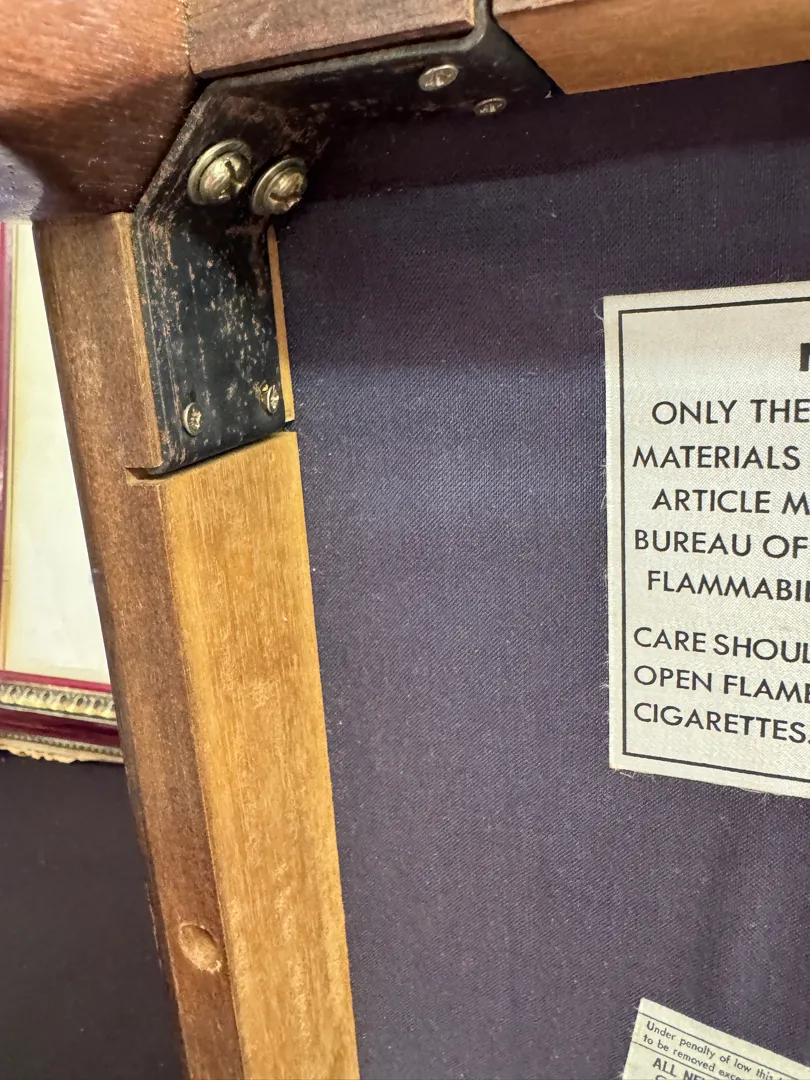 ONLY THE
MATERIALS
ARTICLE
BUREAU OF
CARE
OPEN FLAME
CIGARETTES.
Under penalty of law this
to be removed
ALL